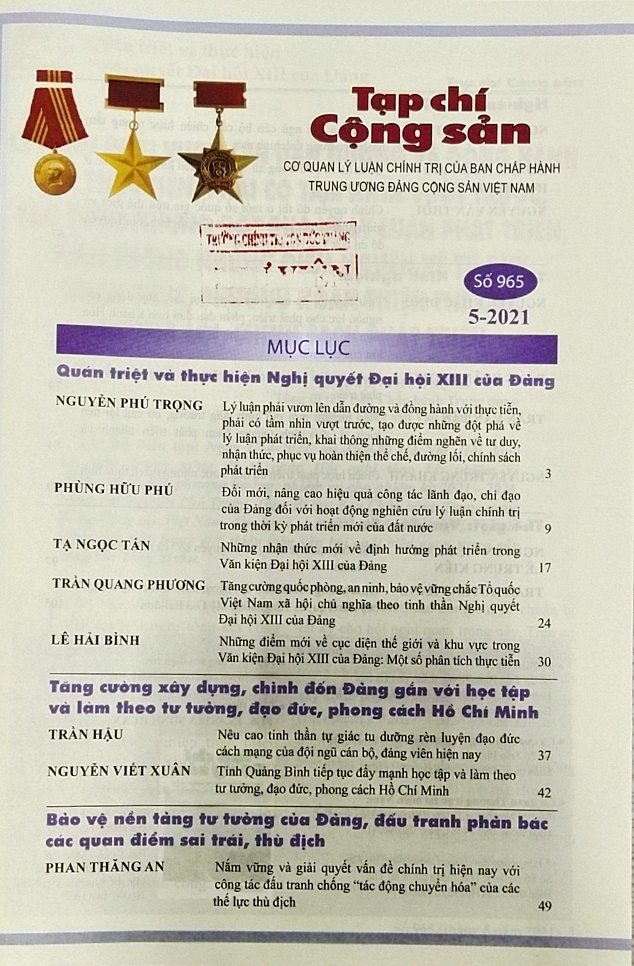 Tạp chí
Cộng sản
CƠ QUAN LÝ LUẬN CHÍNH TRỊ CỦA BAN CHẤP HÀNH
TRUNG ƯƠNG ĐẢNG CỘNG SẢN VIỆT NAM
TRƯỜNG CHÍNH TRỊ TÔN ĐỨC THẮNG
Số 965
5-2021
MỤC LỤC
Quán triệt và thực hiện Nghị quyết Đại hội XIII của Đảng
NGUYỄN PHÚ TRỌNG Lý luận phải vươn lên dẫn đường và đồng hành với thực tiễn,
phải có tầm nhìn vượt trước, tạo được những đột phá về
lý luận phát triển, khai thông những điểm nghẽn về tư duy,
nhận thức, phục vụ hoàn thiện thể chế, đường lối, chính sách
phát triển 3
PHÙNG HỮU PHÚ Đổi mới, nâng cao hiệu quả công tác lãnh đạo, chỉ đạo
của Đảng đối với hoạt động nghiên cứu lý luận chính trị
trong thời kỳ phát triển mới của đất nước 9
TẠ NGỌC TẤN Những nhận thức mới về định hướng phát triển trong
Văn kiện Đại hội XIII của Đảng 17
TRẦN QUANG PHƯƠNG Tăng cường quốc phòng, an ninh, bảo vệ vững chắc Tổ quốc
Việt Nam xã hội chủ nghĩa theo tinh thần Nghị quyết
Đại hội XIII của Đảng 24
LÊ HẢI BÌNH Những điểm mới về cục diện thế giới và khu vực trong
Văn kiện Đại hội XIII của Đảng: Một số phân tích thực tiễn 30
Tăng cường xây dựng, chỉnh đốn Đảng gắn với học tập
và làm theo tư tưởng, đạo đức, phong cách Hồ Chí Minh
TRẦN HẬU Nêu cao tinh thần tự giác tu dưỡng rèn luyện đạo đức
cách mạng của đội ngũ cán bộ, đảng viên hiện nay 37
NGUYỄN VIẾT XUÂN Tỉnh Quảng Bình tiếp tục đẩy mạnh học tập và làm theo
tư tưởng, đạo đức, phong cách Hồ Chí Minh 42
Bảo vệ nền tảng tư tưởng của Đảng, đấu tranh phản bác
các quan điểm sai trái, thù địch
PHAN THĂNG AN Nắm vững và giải quyết vấn đề chính trị hiện nay với
công tác đấu tranh chống “tác động chuyển hóa” của các
thế lực thù địch 49